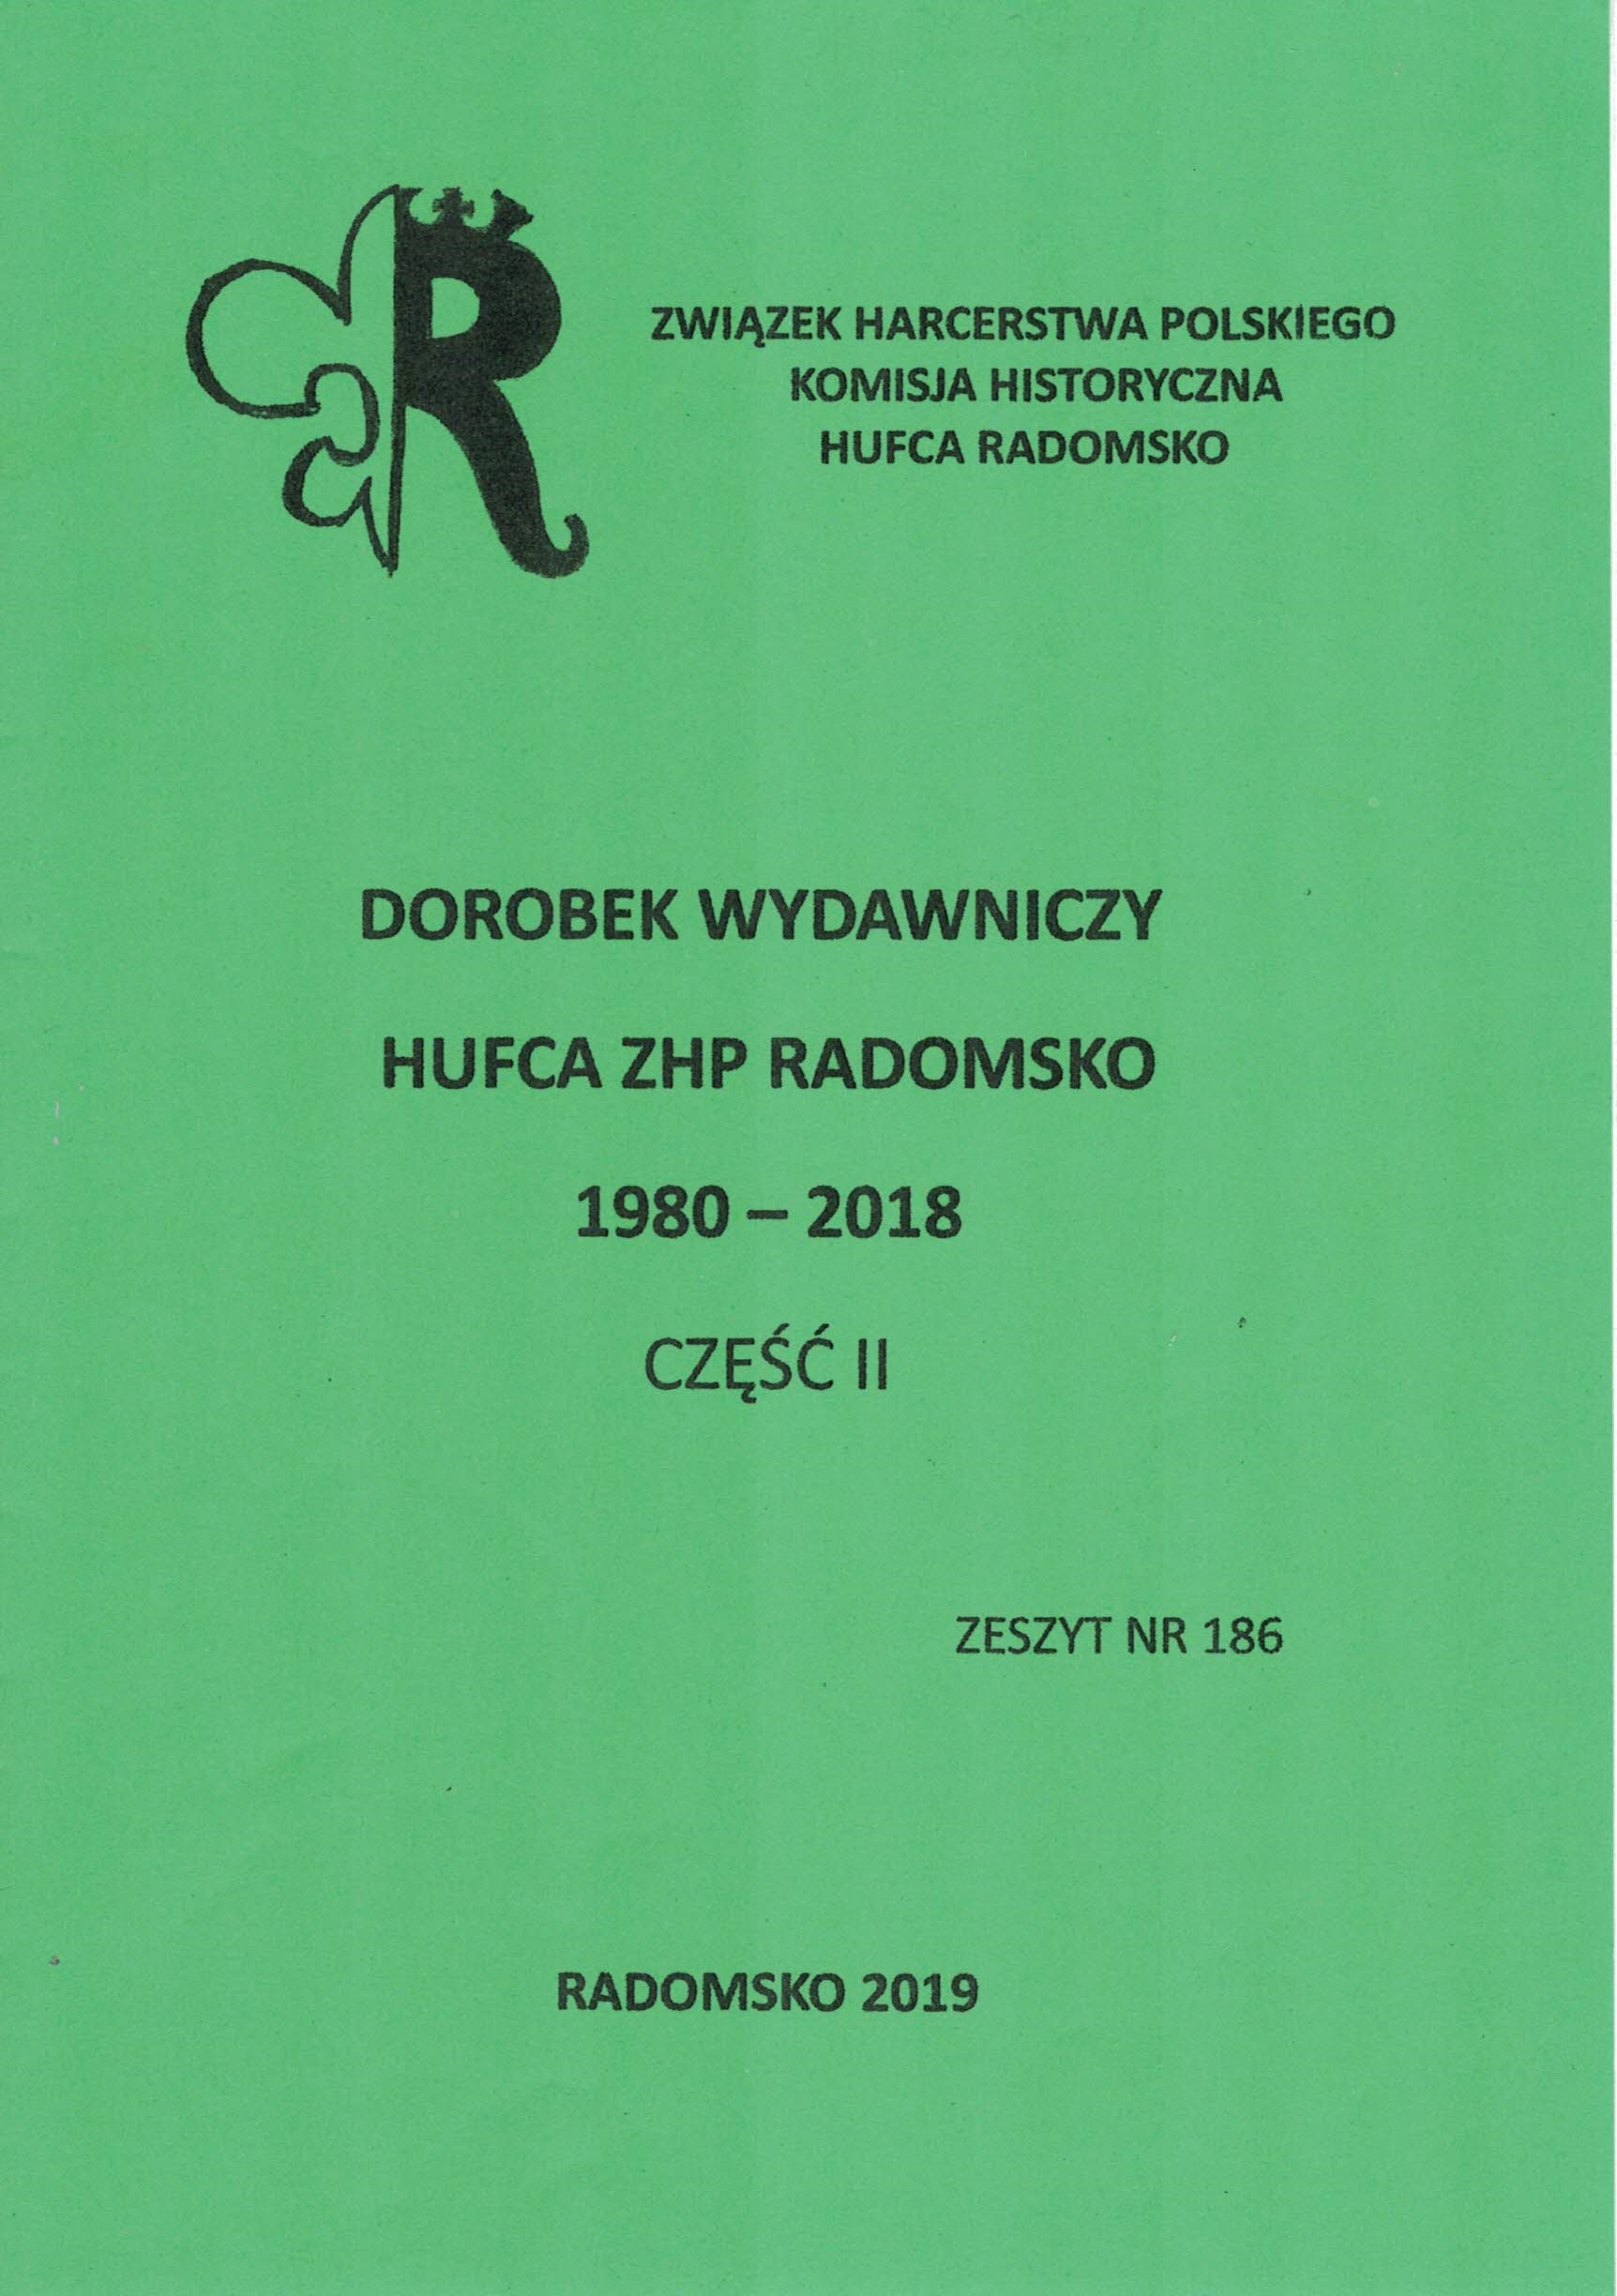 ZWIĄZEK HARCERSTWA POLSKIEGO
KOMISJA HISTORYCZNA
HUFCA RADOMSKO
DOROBEK WYDAWNICZY
HUFCA ZHP RADOMSKO
1980 – 2018
CZĘŚĆ II
ZESZYT NR 186
RADOMSKO 2019